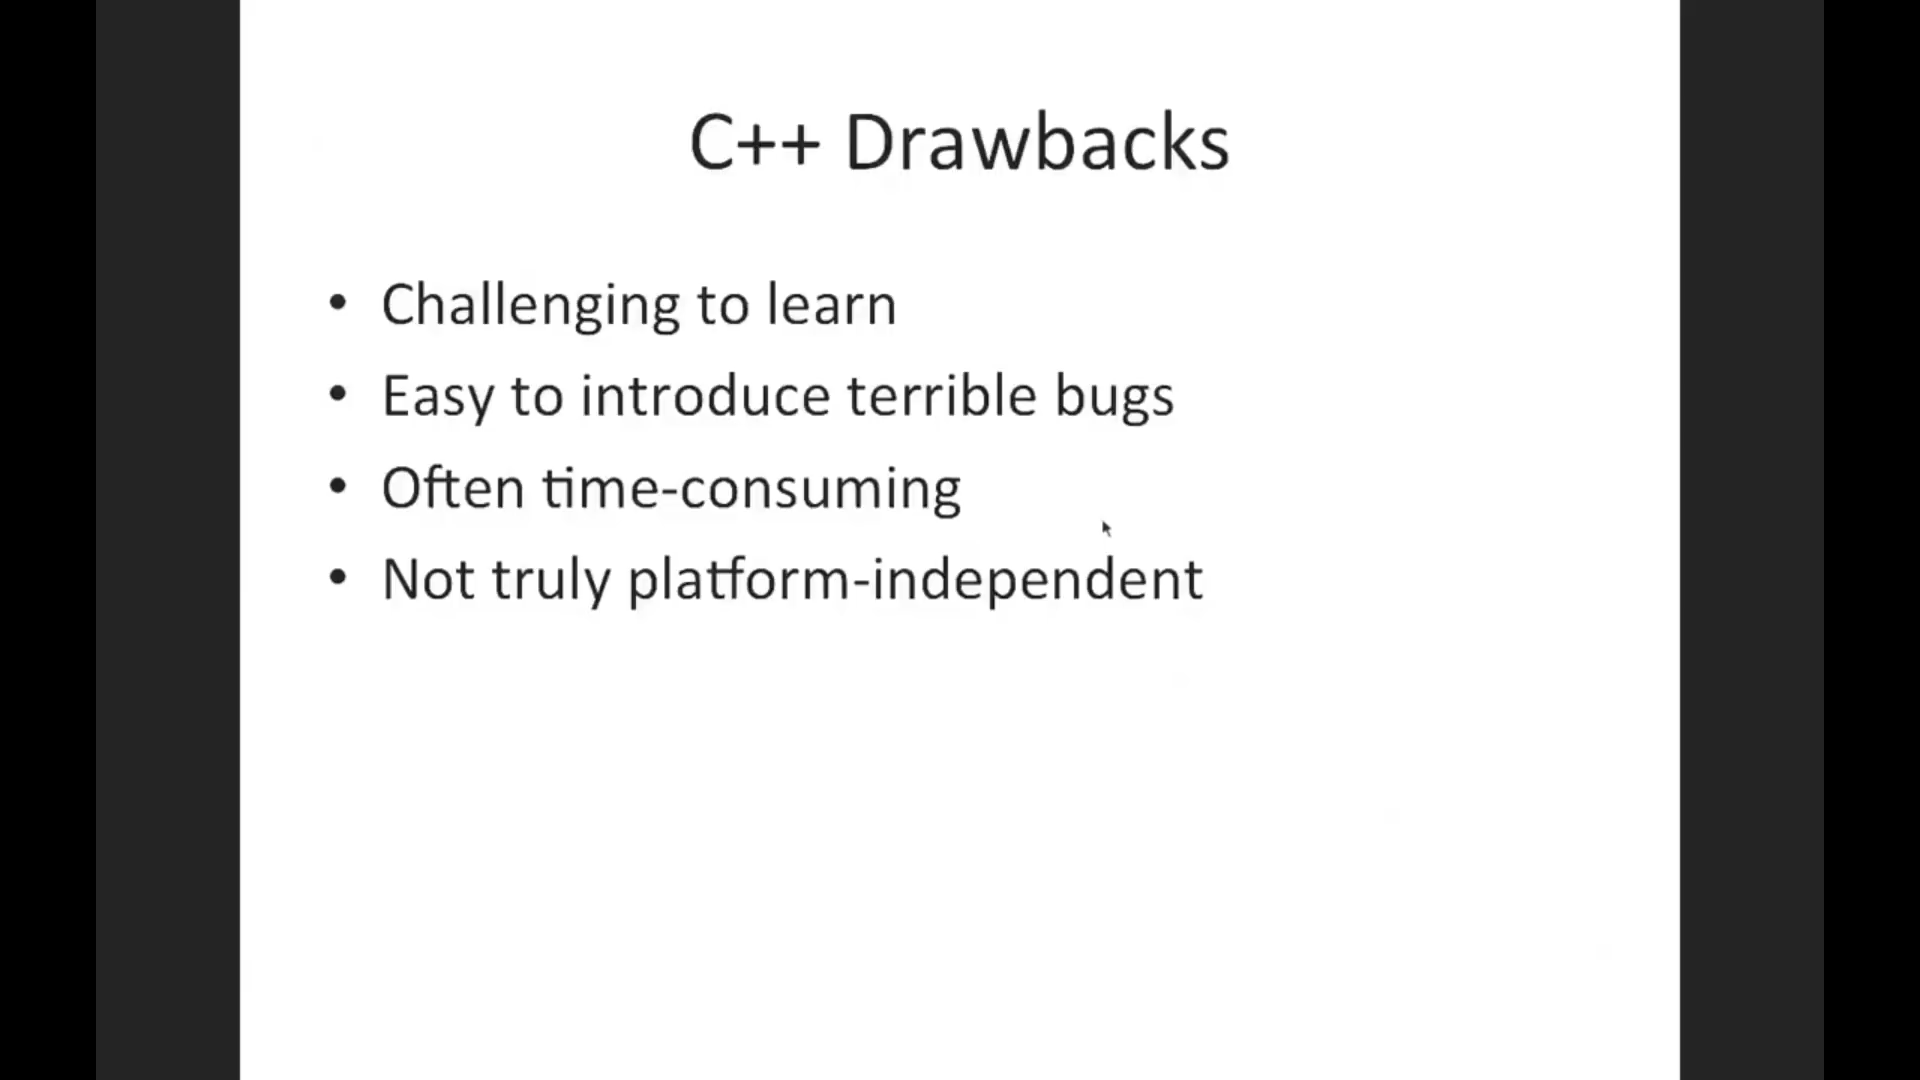 C++ Drawbacks
• Challenging to learn
• Easy to introduce terrible bugs
• Often time-consuming
• Not truly platform-independent